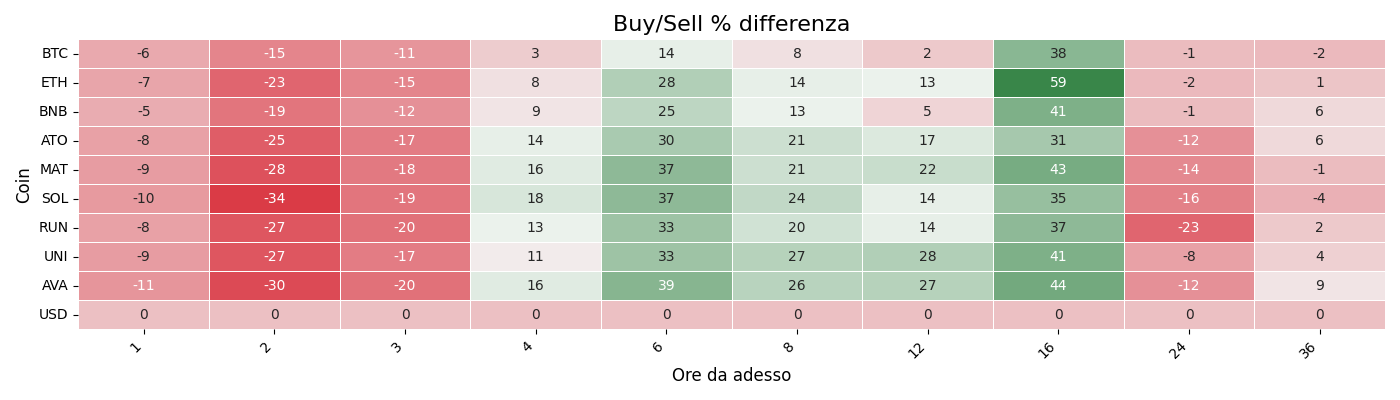 Buy/Sell % differenza
Coin
BTC -6 -15 -11 3 14 8 2 38 -1 -2
ETH -7 -23 -15 8 28 14 13 59 -2 1
BNB -5 -19 -12 9 25 13 5 41 -1 6
ATO -8 -25 -17 14 30 21 17 31 -12 6
MAT -9 -28 -18 16 37 21 22 43 -14 -1
SOL -10 -34 -19 18 37 24 14 35 -16 -4
RUN -8 -27 -20 13 33 20 14 37 -23 2
UNI -9 -27 -17 11 33 27 28 41 -8 4
AVA -11 -30 -20 16 39 26 27 44 -12 9
USD 0 0 0 0 0 0 0 0 0 0
1 2 3 4 6 8 12 16 24 36
Ore da adesso